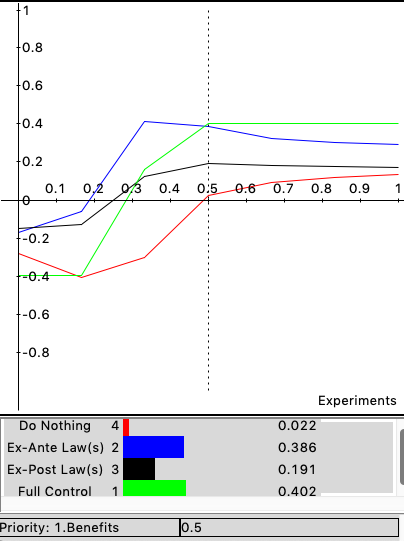 1
0.8
0.6
0.4
0.2
0.1 0.2 0.3 0.4 0.5 0.6 0.7 0.8 0.9 1
0
-0.2
-0.4
-0.6
-0.8
Experiments
Do Nothing 4 0.022
Ex-Ante Law(s) 2 0.386
Ex-Post Law(s) 3 0.191
Full Control 1 0.402
Priority: 1.Benefits 0.5